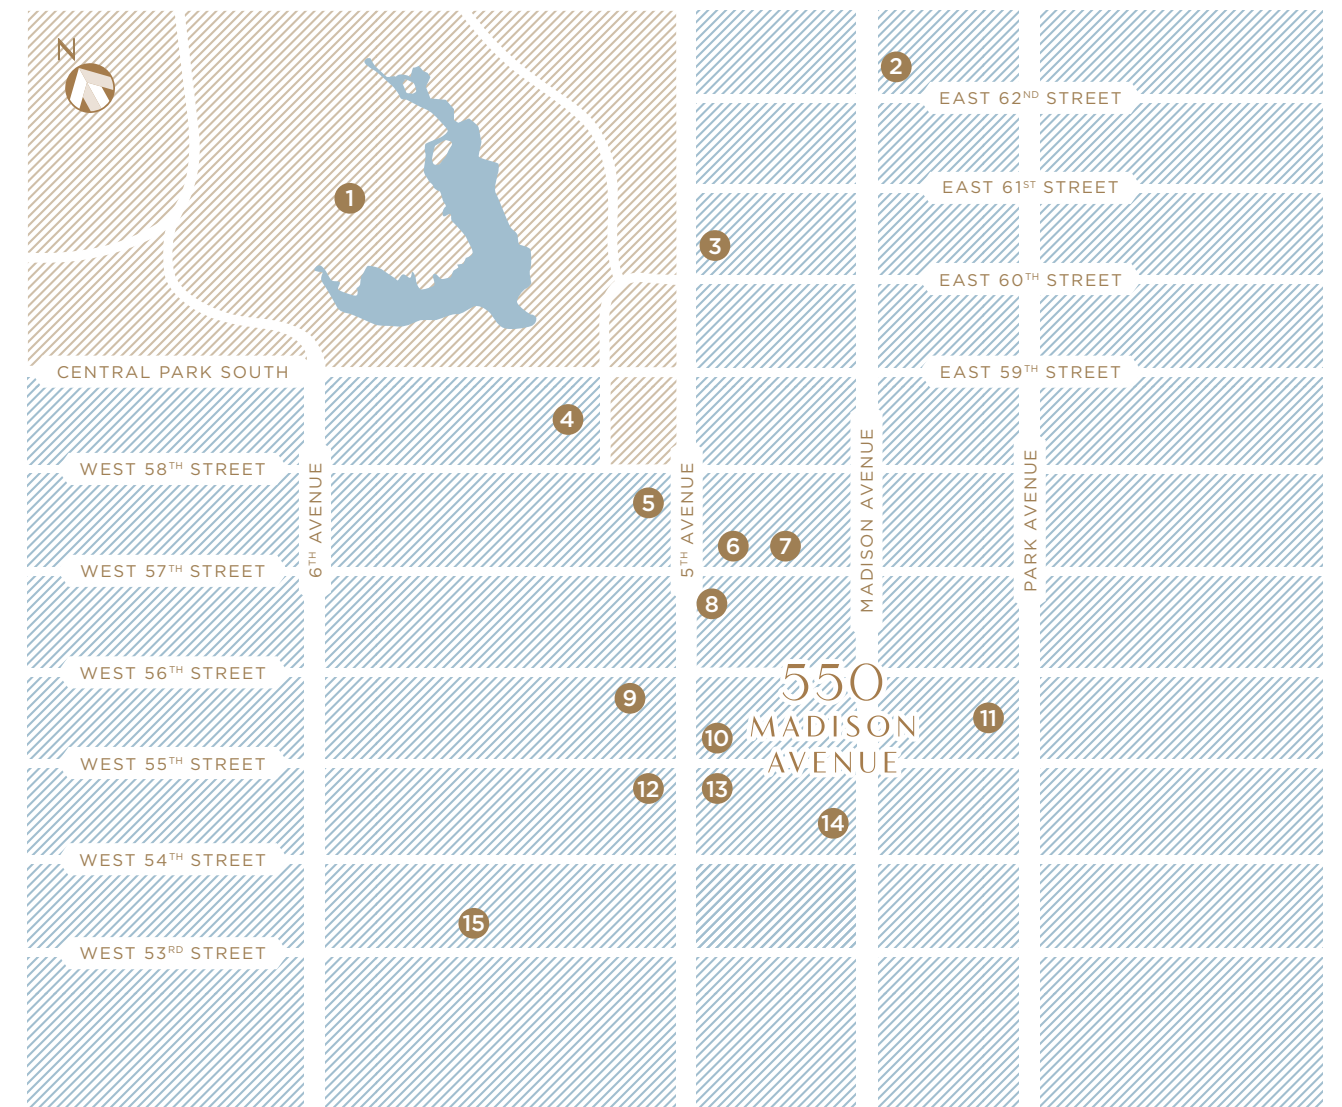 N
2
EAST 62ND STREET
EAST 61ST STREET
1
3
EAST 60TH STREET
CENTRAL PARK SOUTH
EAST 59TH STREET
4
WEST 58TH STREET
6TH AVENUE
5TH AVENUE
MADISON AVENUE
PARK AVENUE
5
6
7
WEST 57TH STREET
8
WEST 56TH STREET
550
MADISON
AVENUE
9
10
11
WEST 55TH STREET
12
13
14
WEST 54TH STREET
15
WEST 53RD STREET